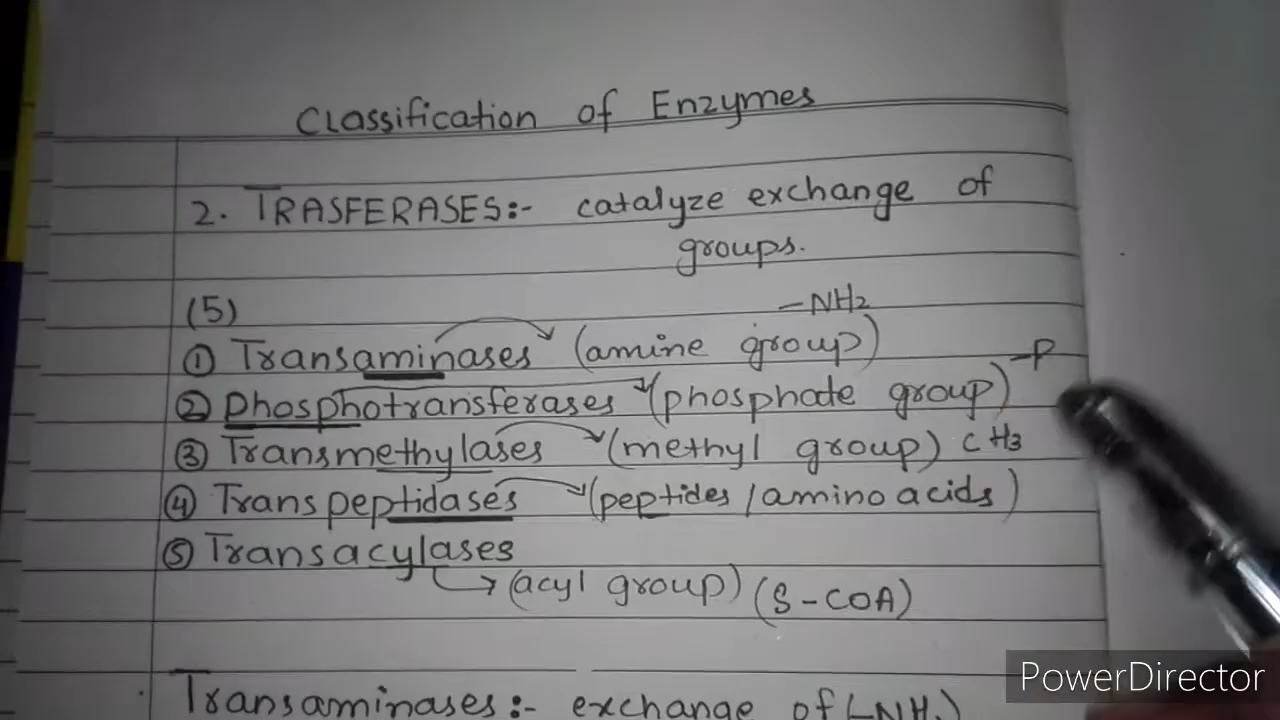 Classification of Enzymes
2. TRASFERASES:- catalyze exchange of
groups.
(5)
-NH2
① Transaminases (amine group)
② Phosphotransferases (phosphate group) -P
③ Transmethylases (methyl group) CH3
④ Transpeptidases (peptides / amino acids)
⑤ Transacylases
(acyl group) (S-COA)
Transaminases:- exchange of (-NH2)
PowerDirector